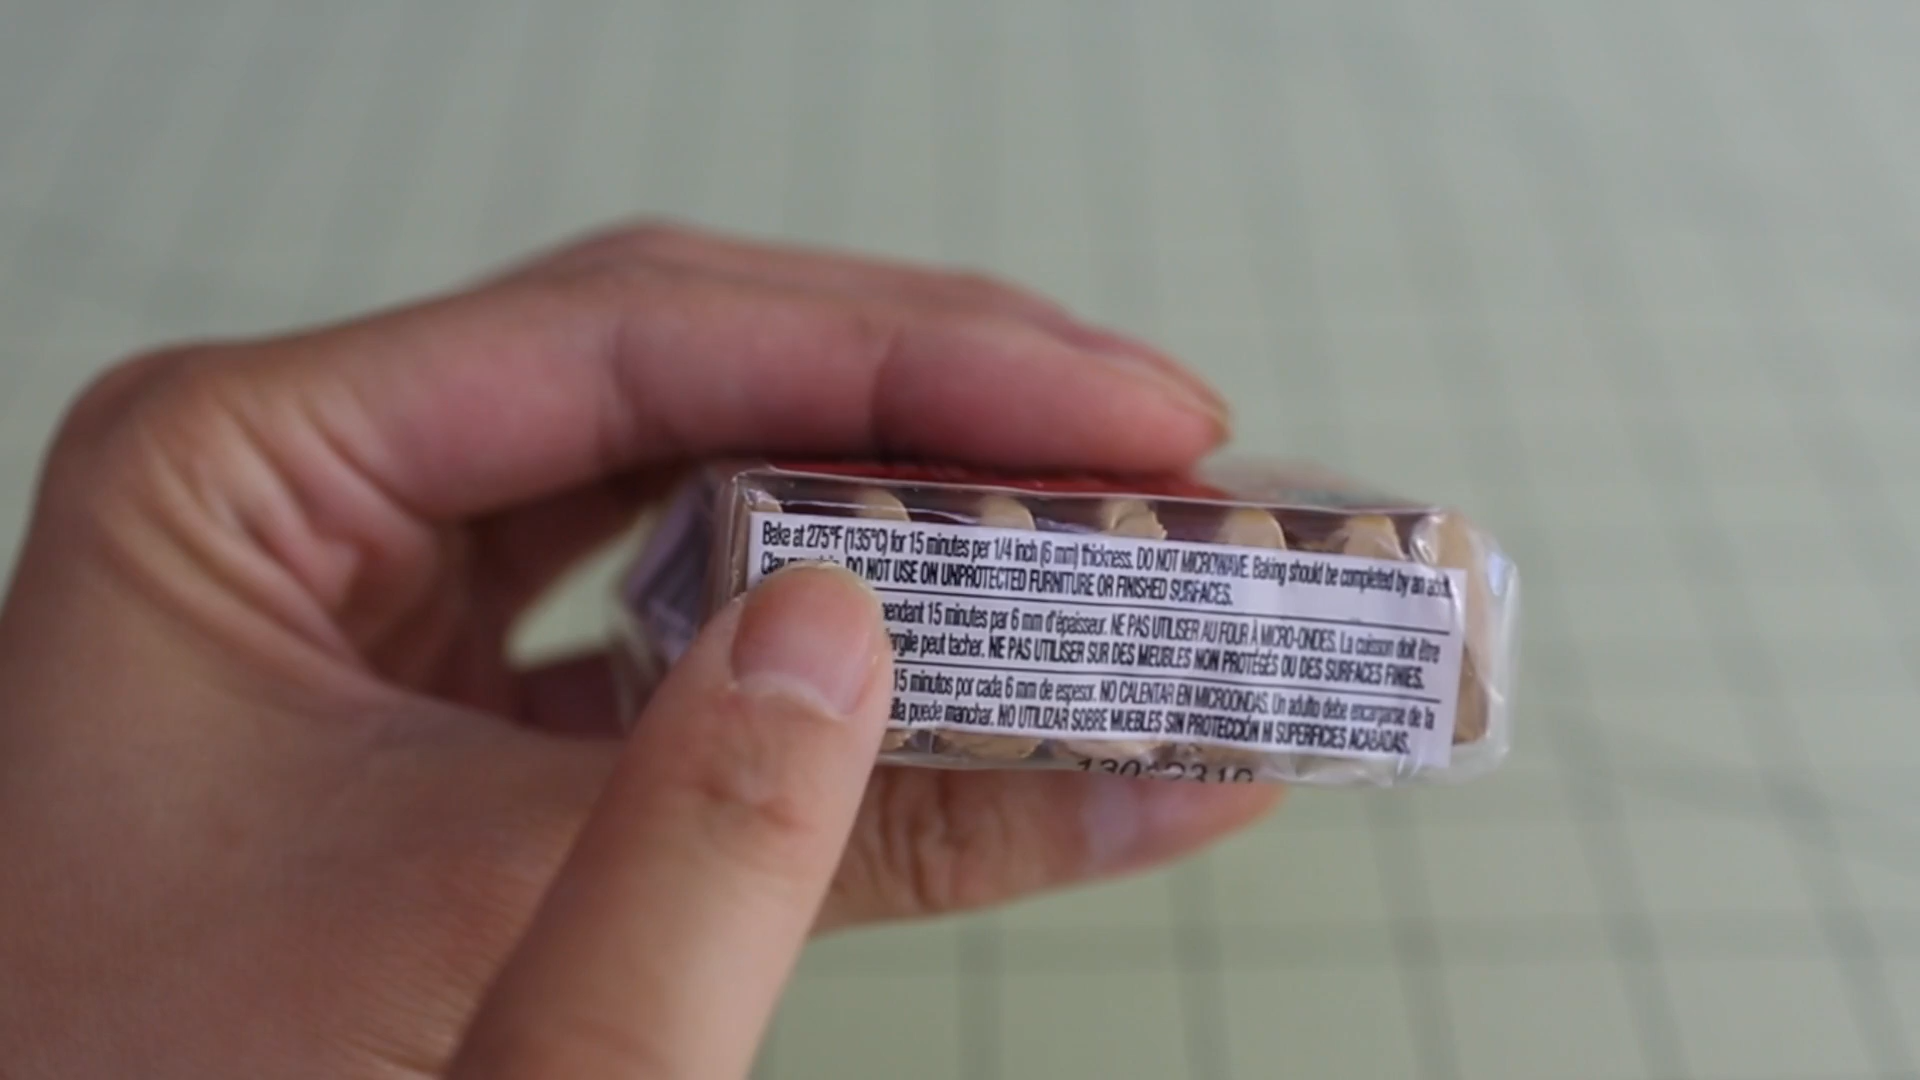 Bake at 275°F (135°C) for 15 minutes per 1/4 inch (6 mm) thickness. DO NOT MICROWAVE. Baking should be completed by an adult.
Clay DO NOT USE ON UNPROTECTED FURNITURE OR FINISHED SURFACES.
pendant 15 minutes par 6 mm d'épaisseur. NE PAS UTILISER AU FOUR À MICRO-ONDES. La cuisson doit être
argile peut tacher. NE PAS UTILISER SUR DES MEUBLES NON PROTÉGÉS OU DES SURFACES FINIES.
15 minutos por cada 6 mm de espesor. NO CALENTAR EN MICROONDAS. Un adulto debe encargarse de la
illa puede manchar. NO UTILIZAR SOBRE MUEBLES SIN PROTECCIÓN NI SUPERFICIES ACABADAS.